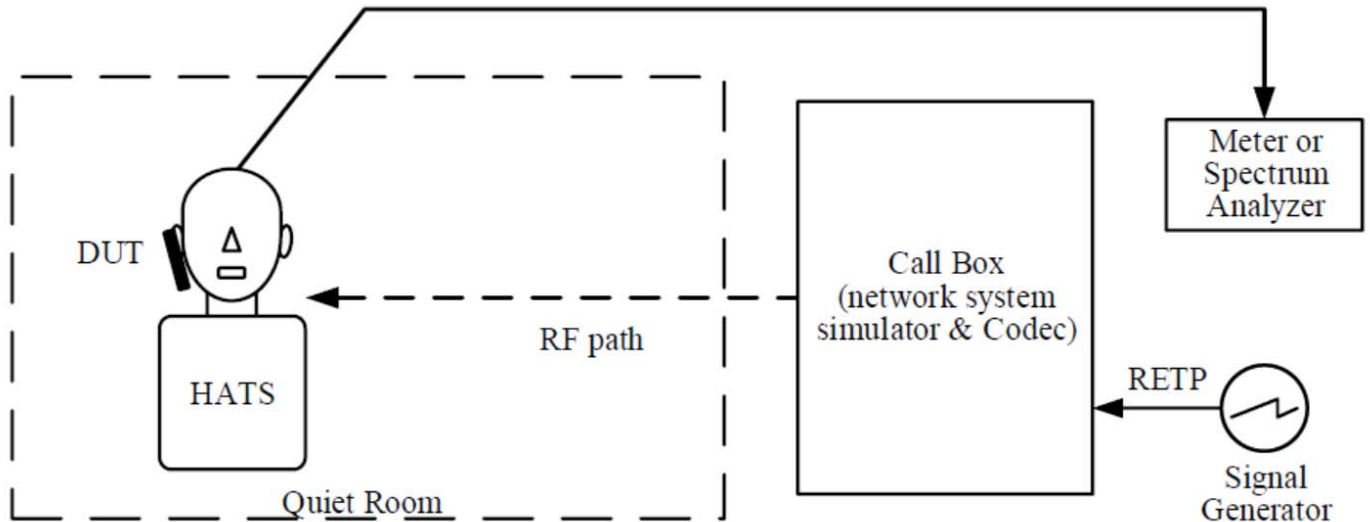 Meter or
Spectrum
Analyzer
DUT
Call Box
(network system
simulator & Codec)
RF path
RETP
HATS
Signal
Generator
Quiet Room